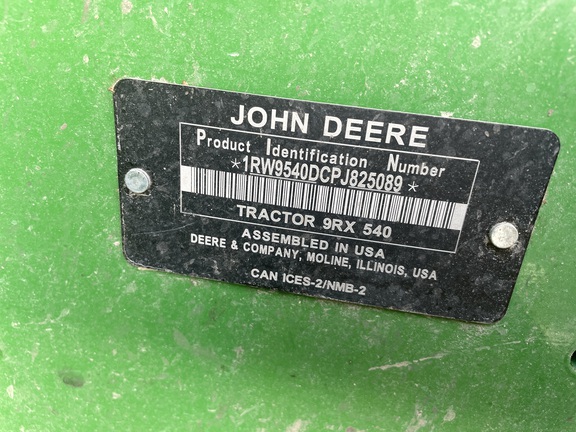 JOHN DEERE
Product Identification Number
*1RW9540DCPJ825089*
TRACTOR 9RX 540
ASSEMBLED IN USA
DEERE & COMPANY, MOLINE, ILLINOIS, USA
CAN ICES-2/NMB-2